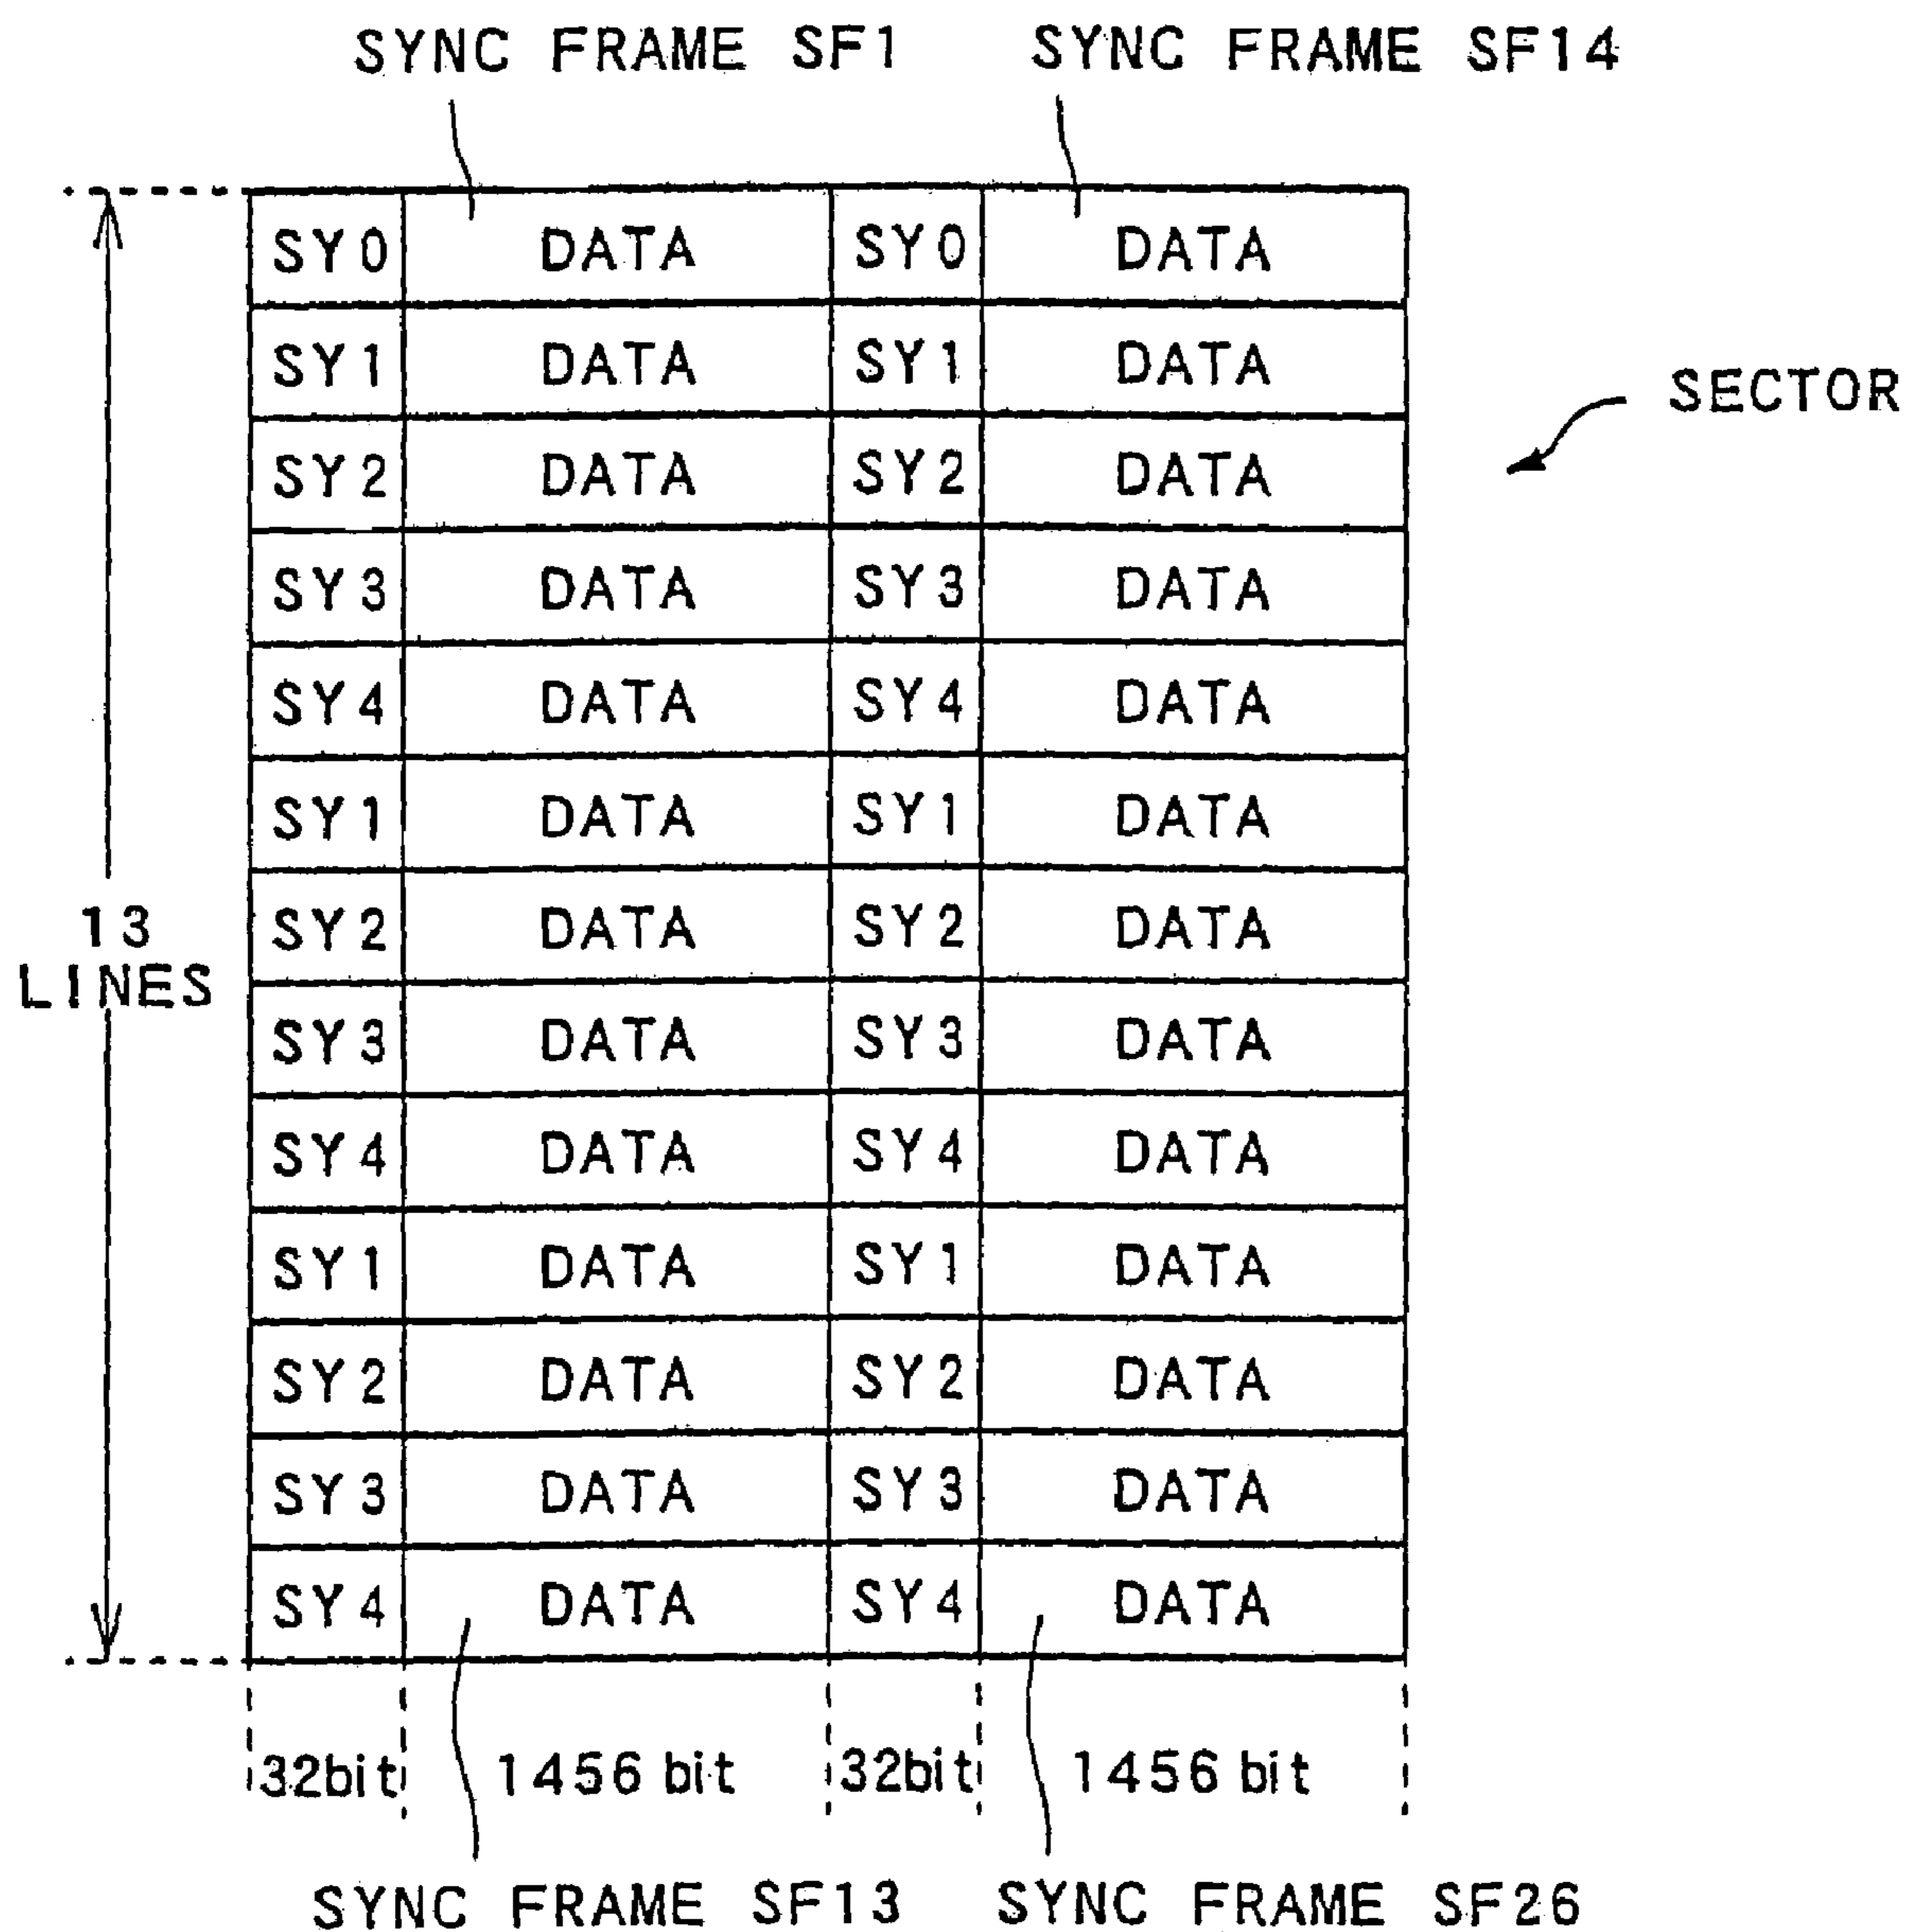 SYNC FRAME SF1 SYNC FRAME SF14
SY0 DATA SY0 DATA
SY1 DATA SY1 DATA
SECTOR
SY2 DATA SY2 DATA
SY3 DATA SY3 DATA
SY4 DATA SY4 DATA
SY1 DATA SY1 DATA
SY2 DATA SY2 DATA
13
LINES
SY3 DATA SY3 DATA
SY4 DATA SY4 DATA
SY1 DATA SY1 DATA
SY2 DATA SY2 DATA
SY3 DATA SY3 DATA
SY4 DATA SY4 DATA
32bit 1456 bit 32bit 1456 bit
SYNC FRAME SF13 SYNC FRAME SF26